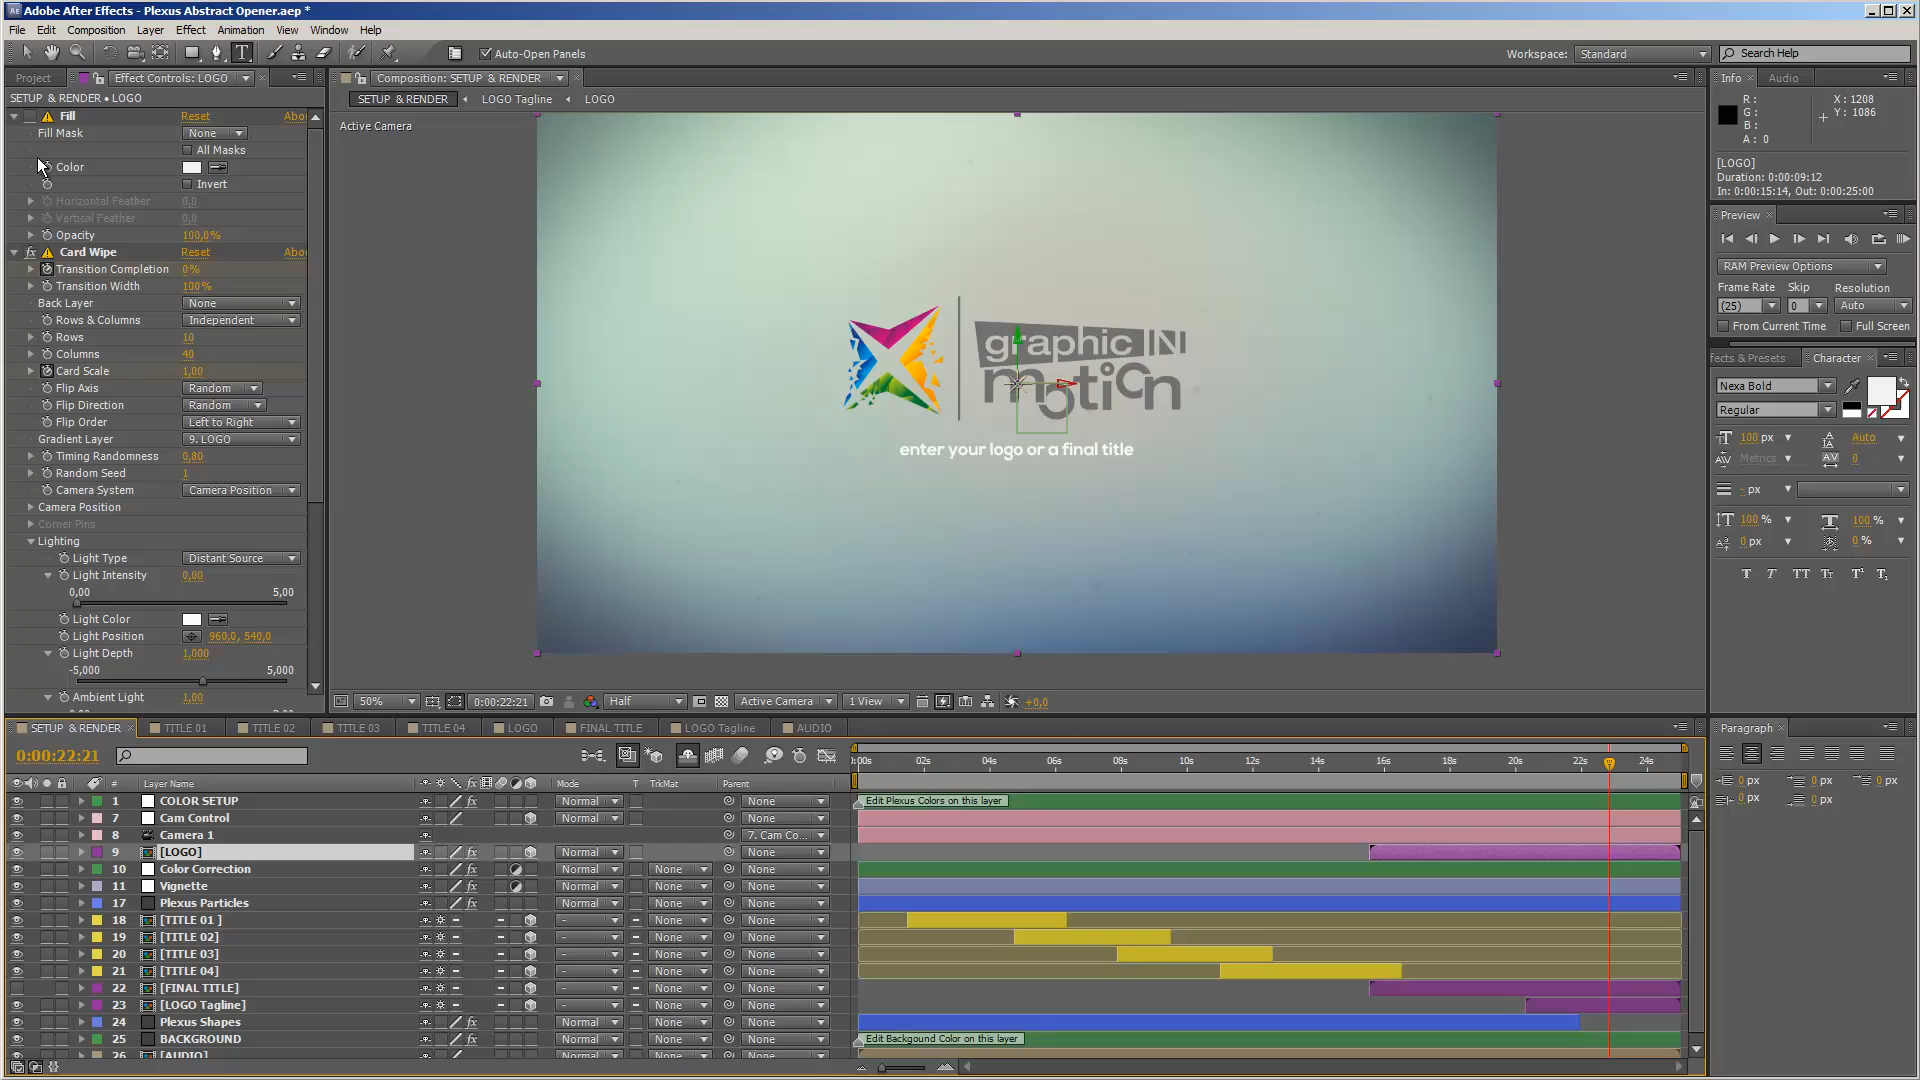 Adobe After Effects - Plexus Abstract Opener.aep *
File Edit Composition Layer Effect Animation View Window Help
Auto-Open Panels
Workspace: Standard
Search Help
Project Effect Controls: LOGO
Composition: SETUP & RENDER
Info Audio
SETUP & RENDER • LOGO
SETUP & RENDER LOGO Tagline LOGO
Active Camera
R: G: B: A: 0
X: 1208
Y: 1086
[LOGO]
Duration: 0:00:09:12
In: 0:00:15:14, Out: 0:00:25:00
Fill Reset Abou
Fill Mask None
All Masks
Color
Invert
Horizontal Feather 0,0
Vertical Feather 0,0
Opacity 100,0%
Card Wipe Reset Abou
Transition Completion 0%
Transition Width 100%
Back Layer None
Rows & Columns Independent
Rows 10
Columns 40
Card Scale 1,00
Flip Axis Random
Flip Direction Random
Flip Order Left to Right
Gradient Layer 9. LOGO
Timing Randomness 0,80
Random Seed 1
Camera System Camera Position
Camera Position
Corner Pins
Lighting
Light Type Distant Source
Light Intensity 0,00
0,00 5,00
Light Color
Light Position 960,0, 540,0
Light Depth 1,000
-5,000 5,000
Ambient Light 1,00
graphic IN
motion
enter your logo or a final title
Preview
RAM Preview Options
Frame Rate Skip Resolution
(25) 0 Auto
From Current Time Full Screen
ffects & Presets Character
Nexa Bold
Regular
100 px Auto
Metrics 0
- px
100 % 100 %
0 px 0 %
T T TT Tt T¹ T₁
50% 0:00:22:21 Half Active Camera 1 View +0,0
SETUP & RENDER TITLE 01 TITLE 02 TITLE 03 TITLE 04 LOGO FINAL TITLE LOGO Tagline AUDIO
Paragraph
0 px 0 px 0 px
0 px 0 px
0:00:22:21
):00s 02s 04s 06s 08s 10s 12s 14s 16s 18s 20s 22s 24s
# Layer Name Mode T TrkMat Parent
1 COLOR SETUP Normal None
Edit Plexus Colors on this layer
7 Cam Control Normal None
8 Camera 1 7. Cam Co...
9 [LOGO] Normal None
10 Color Correction Normal None None
11 Vignette Normal None None
17 Plexus Particles Normal None None
18 [TITLE 01 ] - None None
19 [TITLE 02] - None None
20 [TITLE 03] - None None
21 [TITLE 04] - None None
22 [FINAL TITLE] - None None
23 [LOGO Tagline] - None None
24 Plexus Shapes Normal None None
25 BACKGROUND Normal None None
Edit Backgound Color on this layer
26 [AUDIO] None